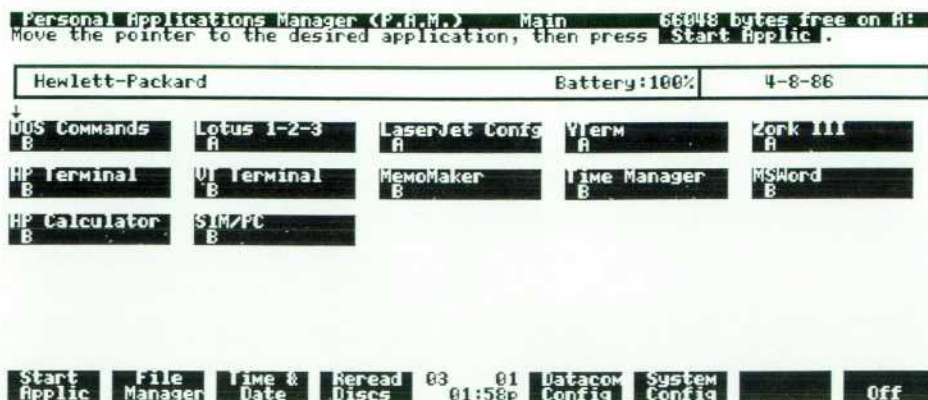 Personal Applications Manager (P.A.M.) Main 66048 bytes free on A:
Move the pointer to the desired application, then press Start Applic .
Hewlett-Packard Battery:100% 4-8-86
DOS Commands Lotus 1-2-3 LaserJet Confg YTerm Zork III
B A A A A
HP Terminal VT Terminal MemoMaker Time Manager MSWord
B B B B B
HP Calculator SIM/PC
B B
Start File Time & Reread 03 01 Datacom System
Applic Manager Date Discs 01:58p Config Config Off